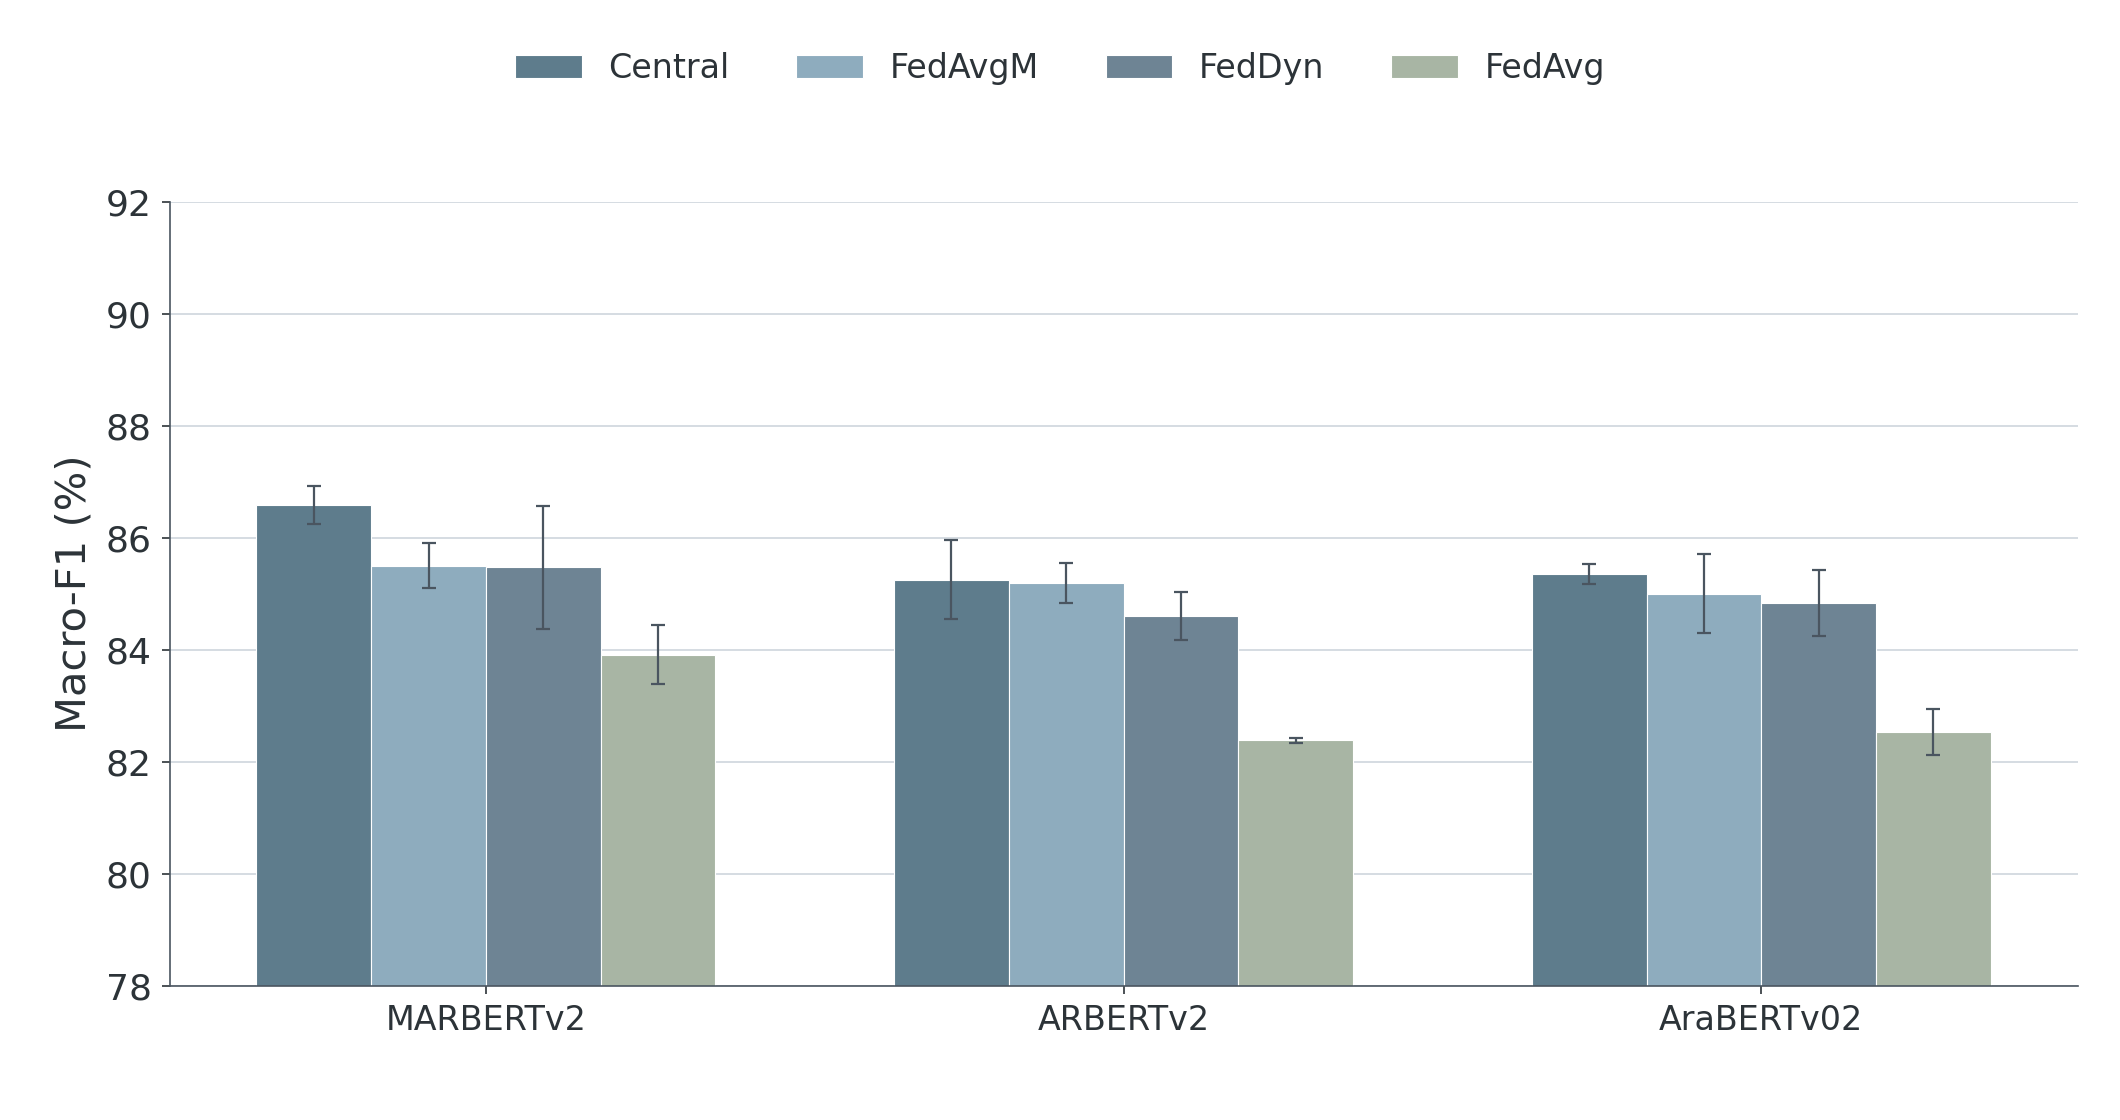 Central FedAvgM FedDyn FedAvg
Macro-F1 (%)
92
90
88
86
84
82
80
78
MARBERTv2 ARBERTv2 AraBERTv02